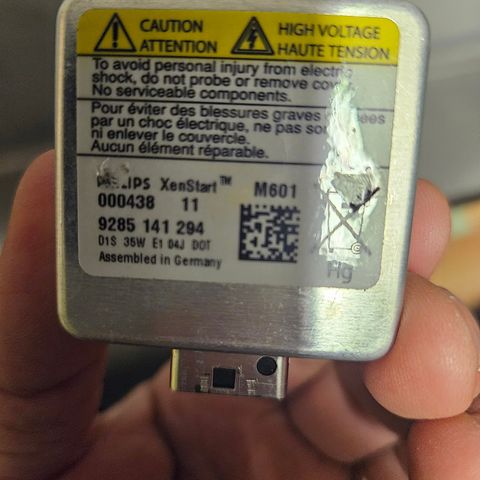 CAUTION
ATTENTION
HIGH VOLTAGE
HAUTE TENSION
To avoid personal injury from electric
shock, do not probe or remove
No serviceable components.
Pour éviter des blessures graves
par un choc électrique, ne pas
ni enlever le couvercle.
Aucun élément réparable.
PHILIPS XenStart™ M601
000438 11
9285 141 294
D1S 35W E1 04J DOT
Assembled in Germany
Hg